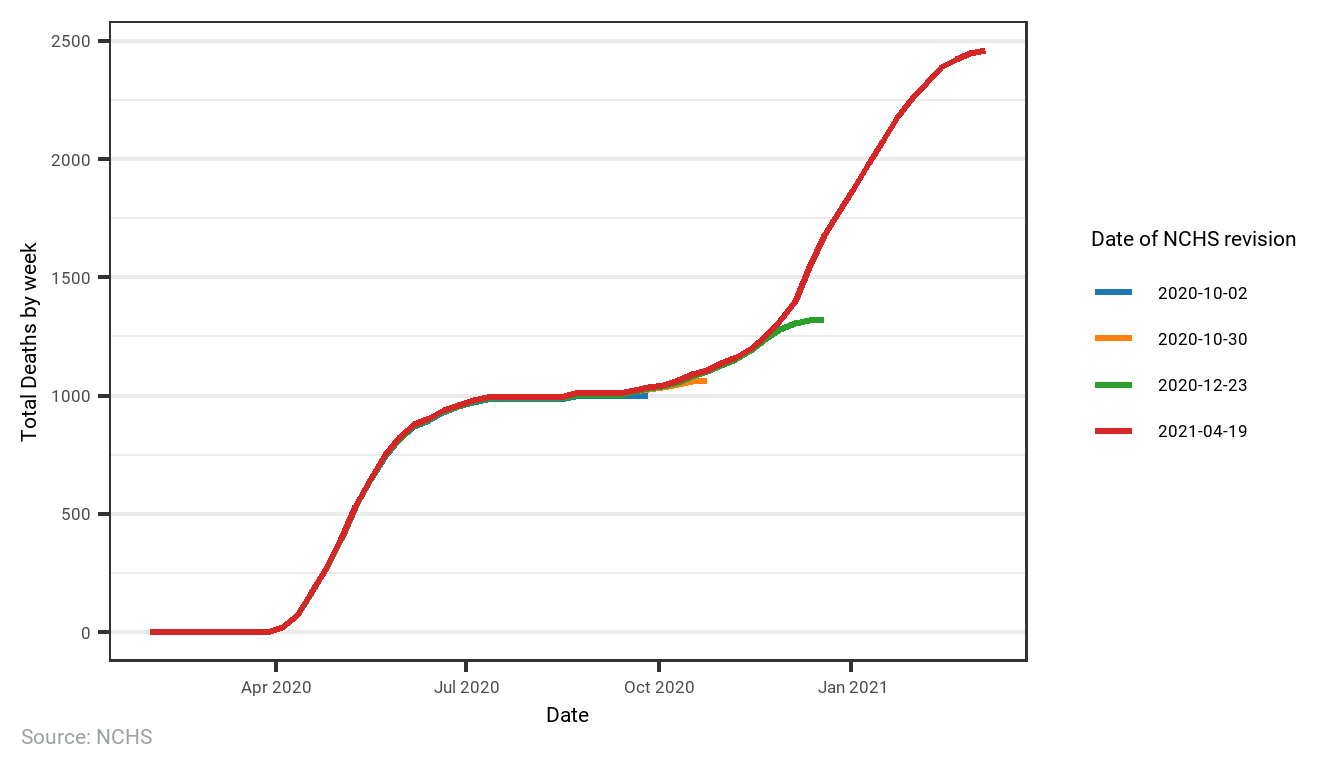 2500
2000
1500
1000
500
0
Total Deaths by week
Apr 2020
Jul 2020
Oct 2020
Jan 2021
Date
Date of NCHS revision
2020-10-02
2020-10-30
2020-12-23
2021-04-19
Source: NCHS